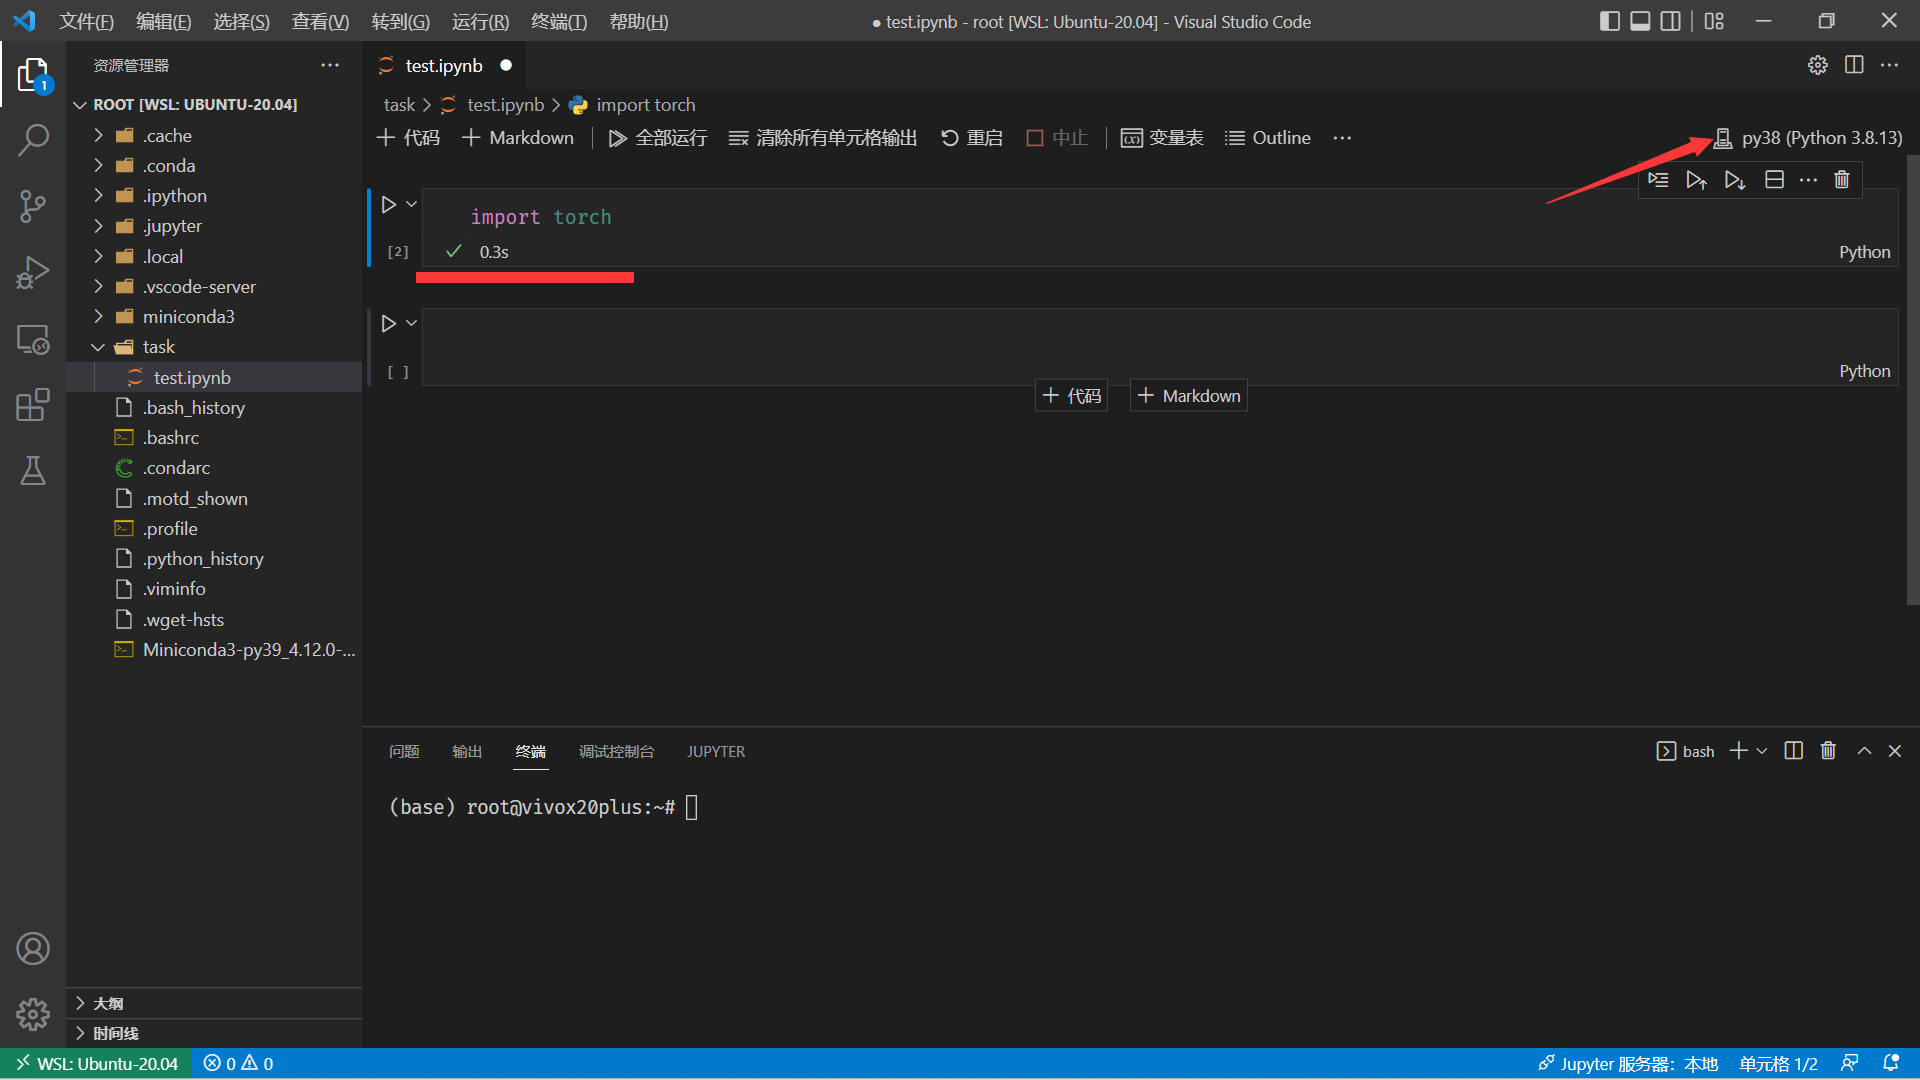 文件(F) 编辑(E) 选择(S) 查看(V) 转到(G) 运行(R) 终端(T) 帮助(H) ● test.ipynb - root [WSL: Ubuntu-20.04] - Visual Studio Code
资源管理器
test.ipynb
1
ROOT [WSL: UBUNTU-20.04]
.cache
.conda
.ipython
.jupyter
.local
.vscode-server
miniconda3
task
test.ipynb
.bash_history
.bashrc
.condarc
.motd_shown
.profile
.python_history
.viminfo
.wget-hsts
Miniconda3-py39_4.12.0-...
大纲
时间线
task > test.ipynb > import torch
代码 Markdown 全部运行 清除所有单元格输出 重启 中止 变量表 Outline ... py38 (Python 3.8.13)
import torch
[2] 0.3s Python
[ ] Python
代码 Markdown
问题 输出 终端 调试控制台 JUPYTER bash
(base) root@vivox20plus:~#
WSL: Ubuntu-20.04 0 0 Jupyter 服务器: 本地 单元格 1/2